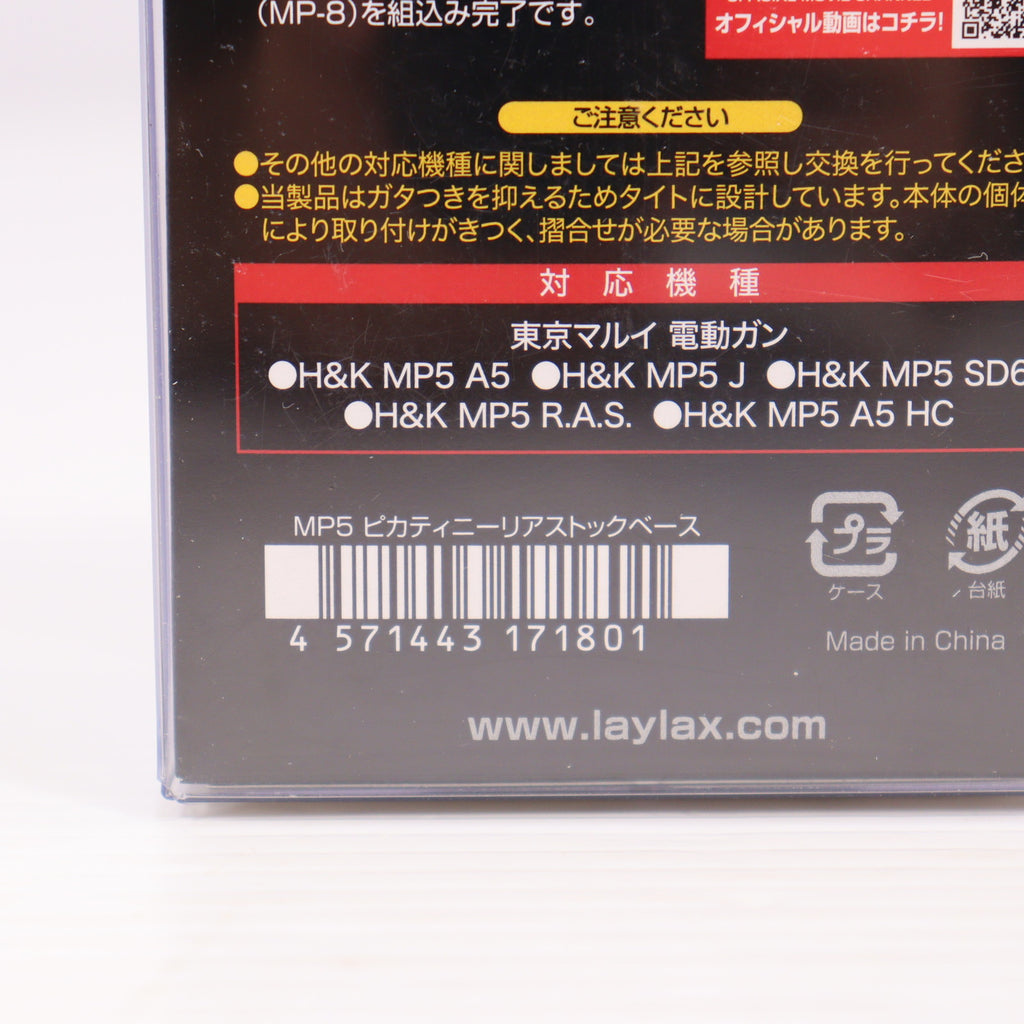 (MP-8)を組込み完了です。
オフィシャル動画はコチラ!
ご注意ください
●その他の対応機種に関しましては上記を参照し交換を行ってくださ
●当製品はガタつきを抑えるためタイトに設計しています。本体の個体
により取り付けがきつく、摺合せが必要な場合があります。
対応機種
東京マルイ 電動ガン
●H&K MP5 A5 ●H&K MP5 J ●H&K MP5 SD6
●H&K MP5 R.A.S. ●H&K MP5 A5 HC
MP5 ピカティニーリアストックベース
4 571443 171801
プラ
ケース
紙
台紙
Made in China
www.laylax.com